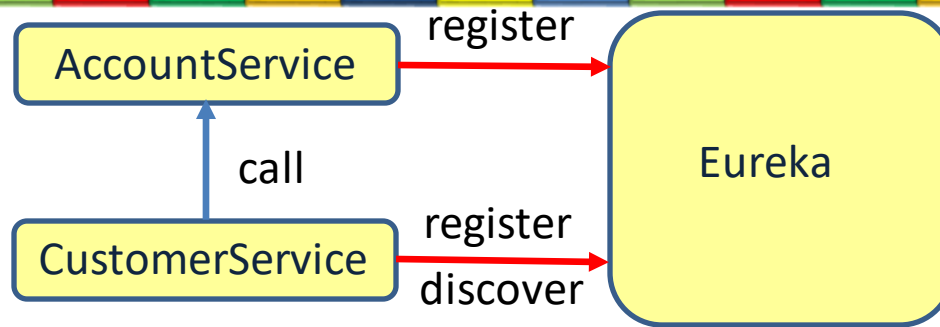 register
AccountService
Eureka
call
register
CustomerService
discover